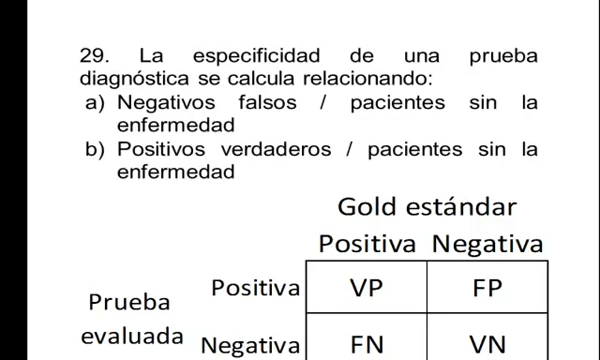 29. La especificidad de una prueba
diagnóstica se calcula relacionando:
a) Negativos falsos / pacientes sin la
enfermedad
b) Positivos verdaderos / pacientes sin la
enfermedad
Gold estándar
Positiva Negativa
Positiva VP FP
Prueba
evaluada
Negativa FN VN